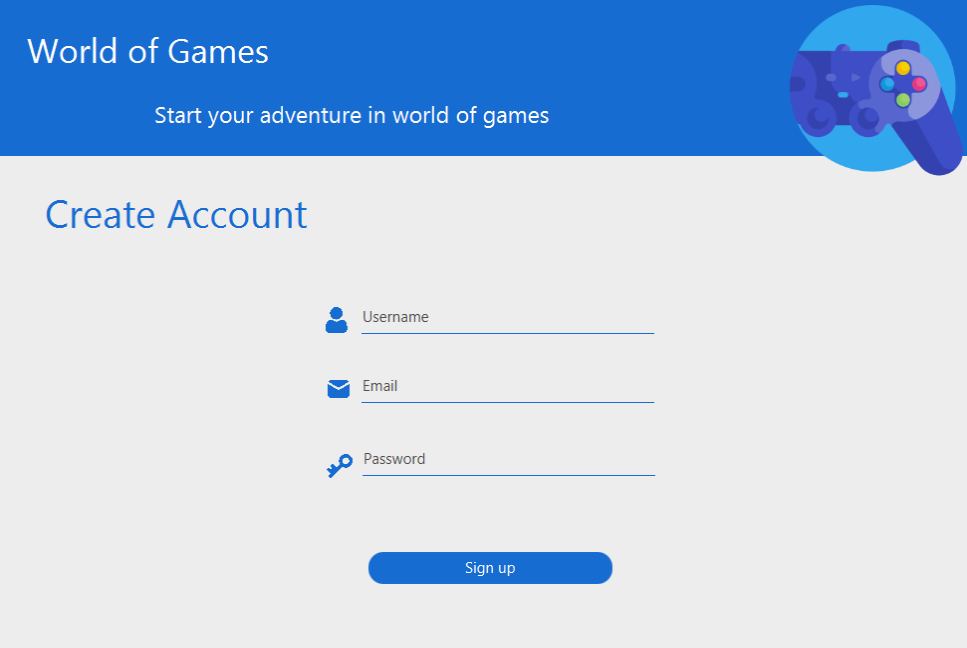 World of Games
Start your adventure in world of games
Create Account
Username
Email
Password
Sign up